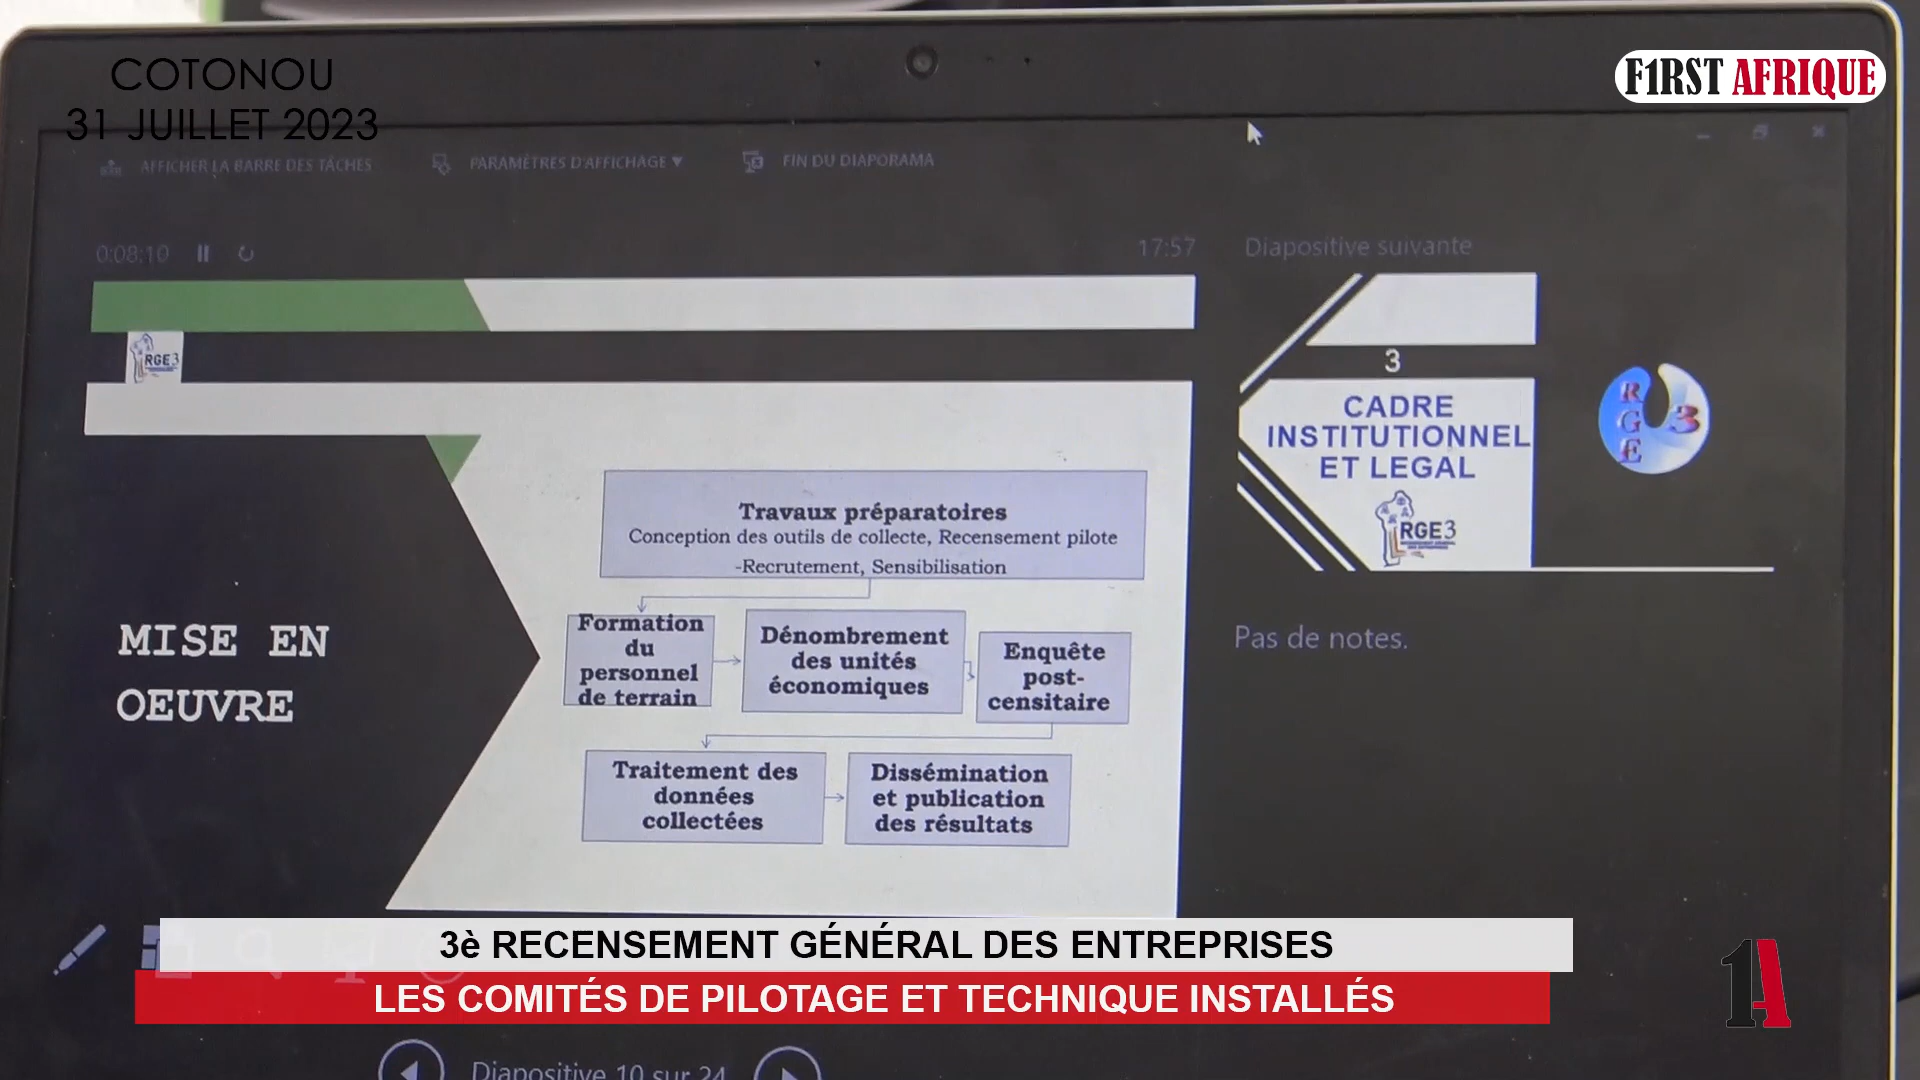 COTONOU
31 JUILLET 2023
F1RST AFRIQUE
AFFICHER LA BARRE DES TÂCHES
PARAMÈTRES D'AFFICHAGE ▼
FIN DU DIAPORAMA
0:08:10
17:57
Diapositive suivante
RGE3
MISE EN
OEUVRE
Travaux préparatoires
Conception des outils de collecte, Recensement pilote
-Recrutement, Sensibilisation
Formation
du
personnel
de terrain
Dénombrement
des unités
économiques
Enquête
post-
censitaire
Traitement des
données
collectées
Dissémination
et publication
des résultats
3
CADRE
INSTITUTIONNEL
ET LEGAL
RGE3
RGE 3
Pas de notes.
3è RECENSEMENT GÉNÉRAL DES ENTREPRISES
LES COMITÉS DE PILOTAGE ET TECHNIQUE INSTALLÉS
1A
Diapositive 10 sur 24